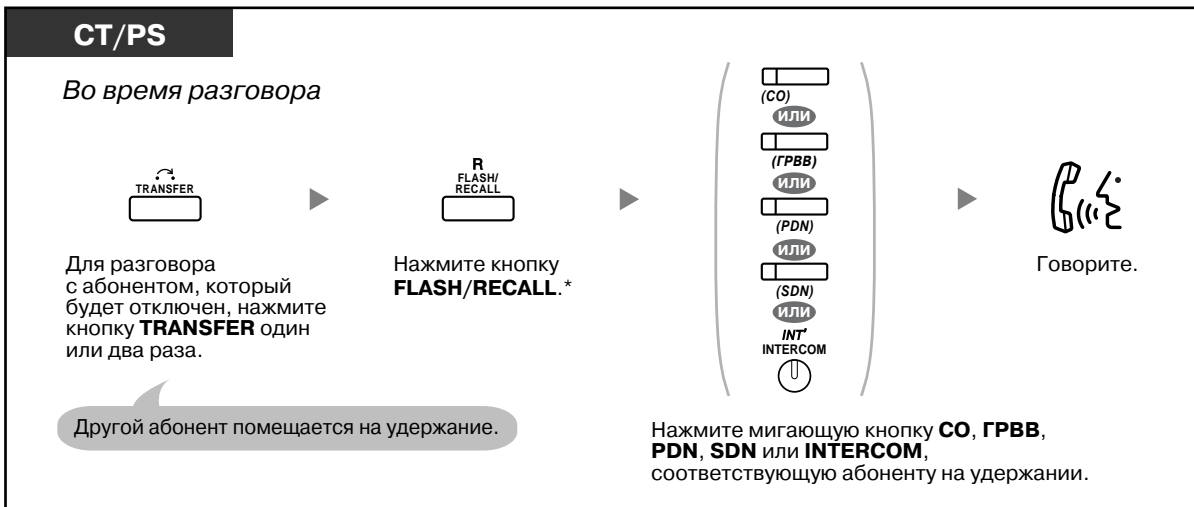 CT/PS
Во время разговора
TRANSFER
Для разговора
с абонентом, который
будет отключен, нажмите
кнопку TRANSFER один
или два раза.
Другой абонент помещается на удержание.
R
FLASH/
RECALL
Нажмите кнопку
FLASH/RECALL.*
(CO)
ИЛИ
(ГРВВ)
ИЛИ
(PDN)
ИЛИ
(SDN)
ИЛИ
INT'
INTERCOM
Нажмите мигающую кнопку CO, ГРВВ,
PDN, SDN или INTERCOM,
соответствующую абоненту на удержании.
Говорите.